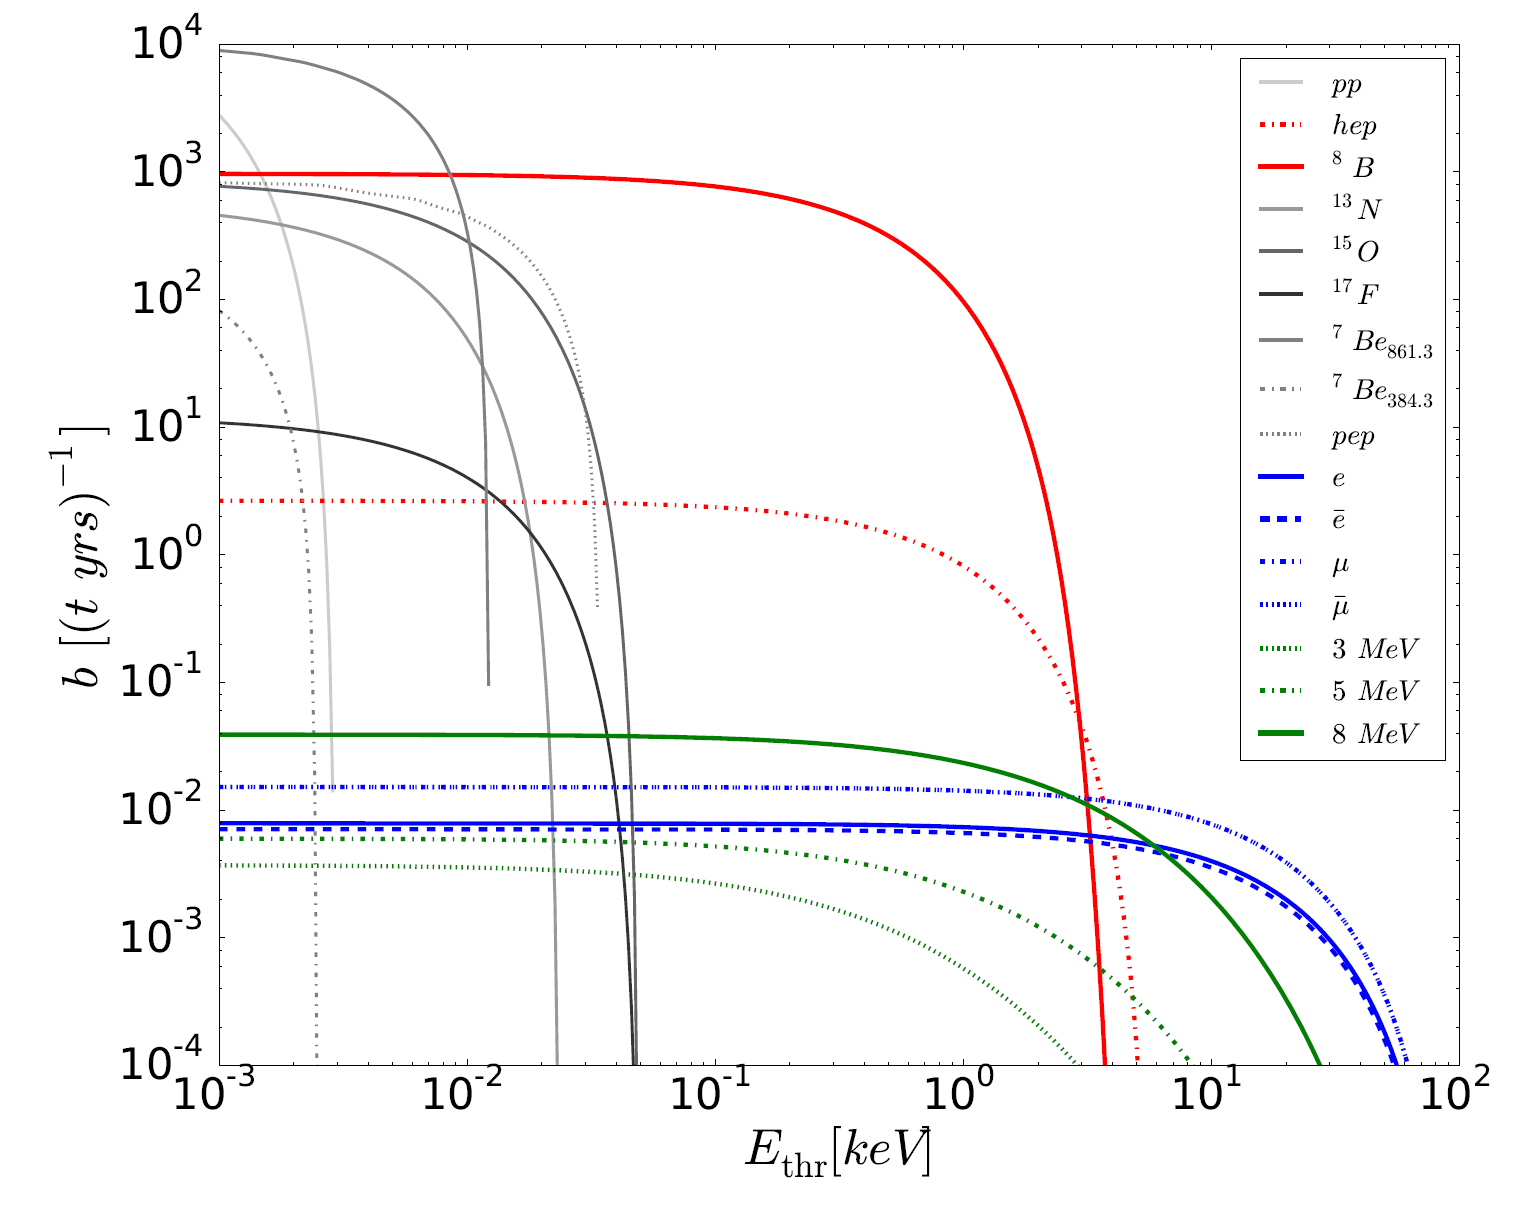 10^4
10^3
10^2
10^1
10^0
10^-1
10^-2
10^-3
10^-4
b [(t yrs)^−1]
10^-3 10^-2 10^-1 10^0 10^1 10^2
E_thr[keV]
pp
hep
^8 B
^13 N
^15 O
^17 F
^7 Be_861.3
^7 Be_384.3
pep
e
ē
μ
μ̄
3 MeV
5 MeV
8 MeV